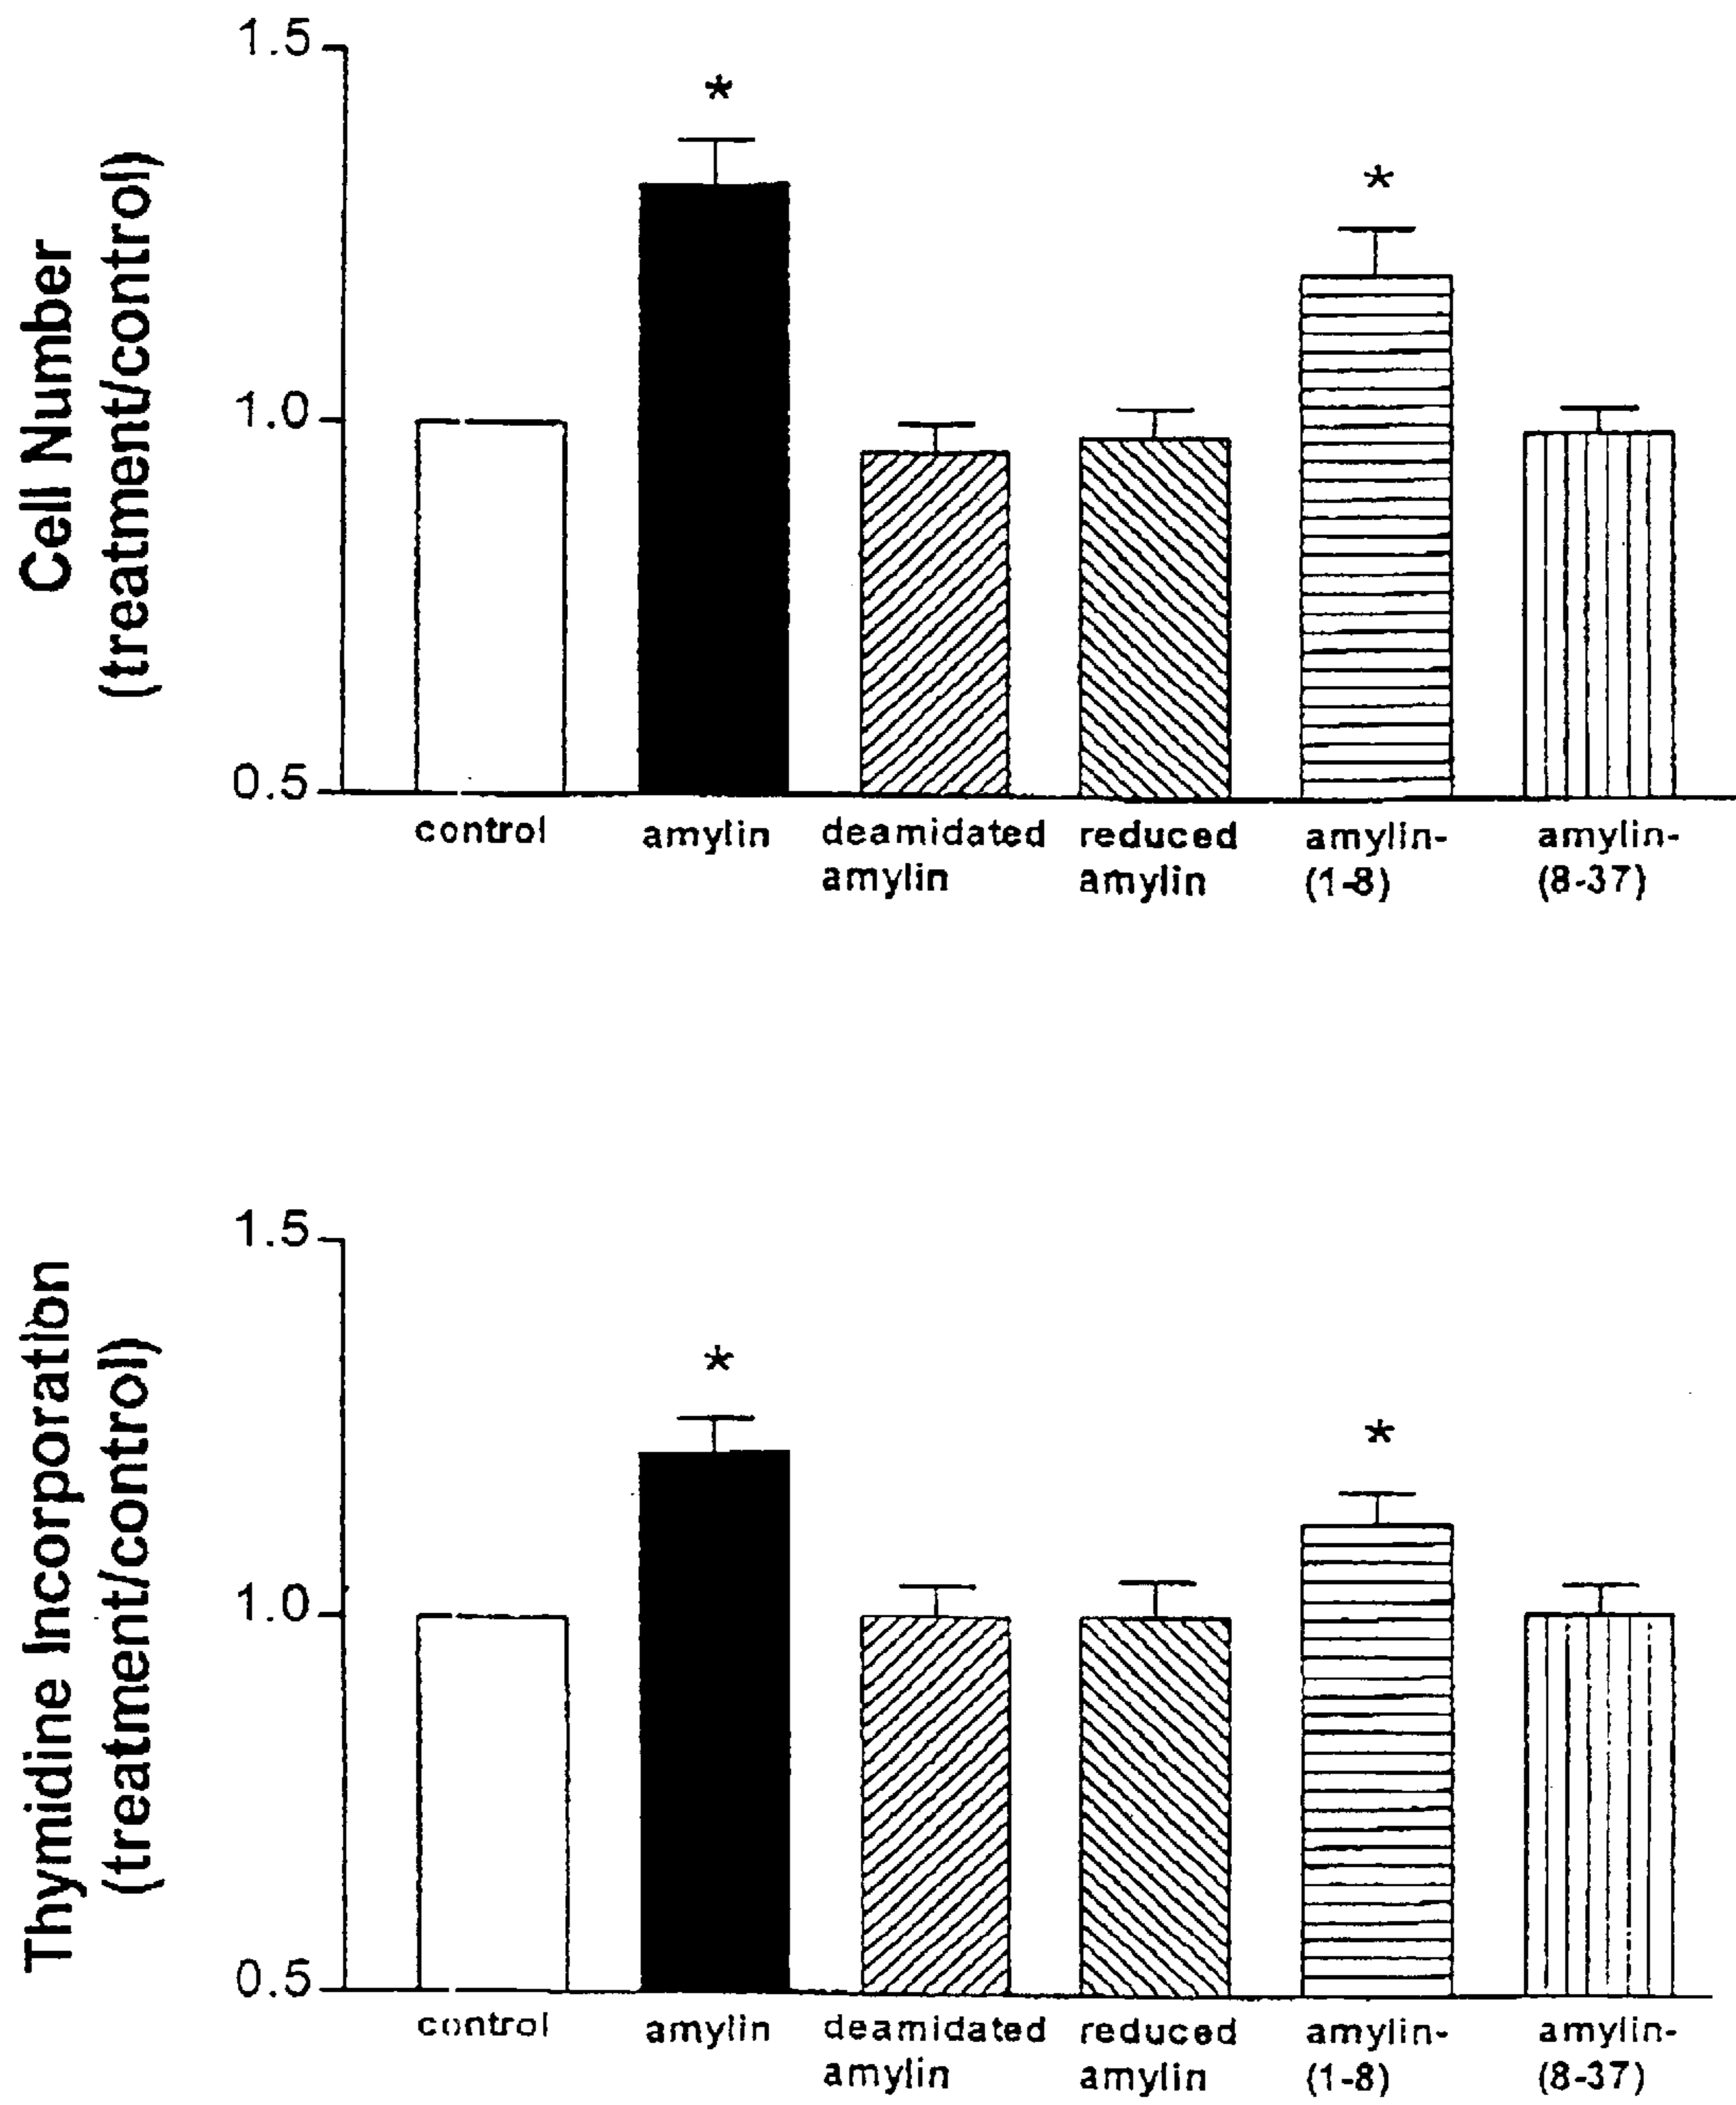 Cell Number
(treatment/control)
1.5
1.0
0.5
*
*
control
amylin
deamidated
amylin
reduced
amylin
amylin-
(1-8)
amylin-
(8-37)
Thymidine Incorporation
(treatment/control)
1.5
1.0
0.5
*
*
control
amylin
deamidated
amylin
reduced
amylin
amylin-
(1-8)
amylin-
(8-37)